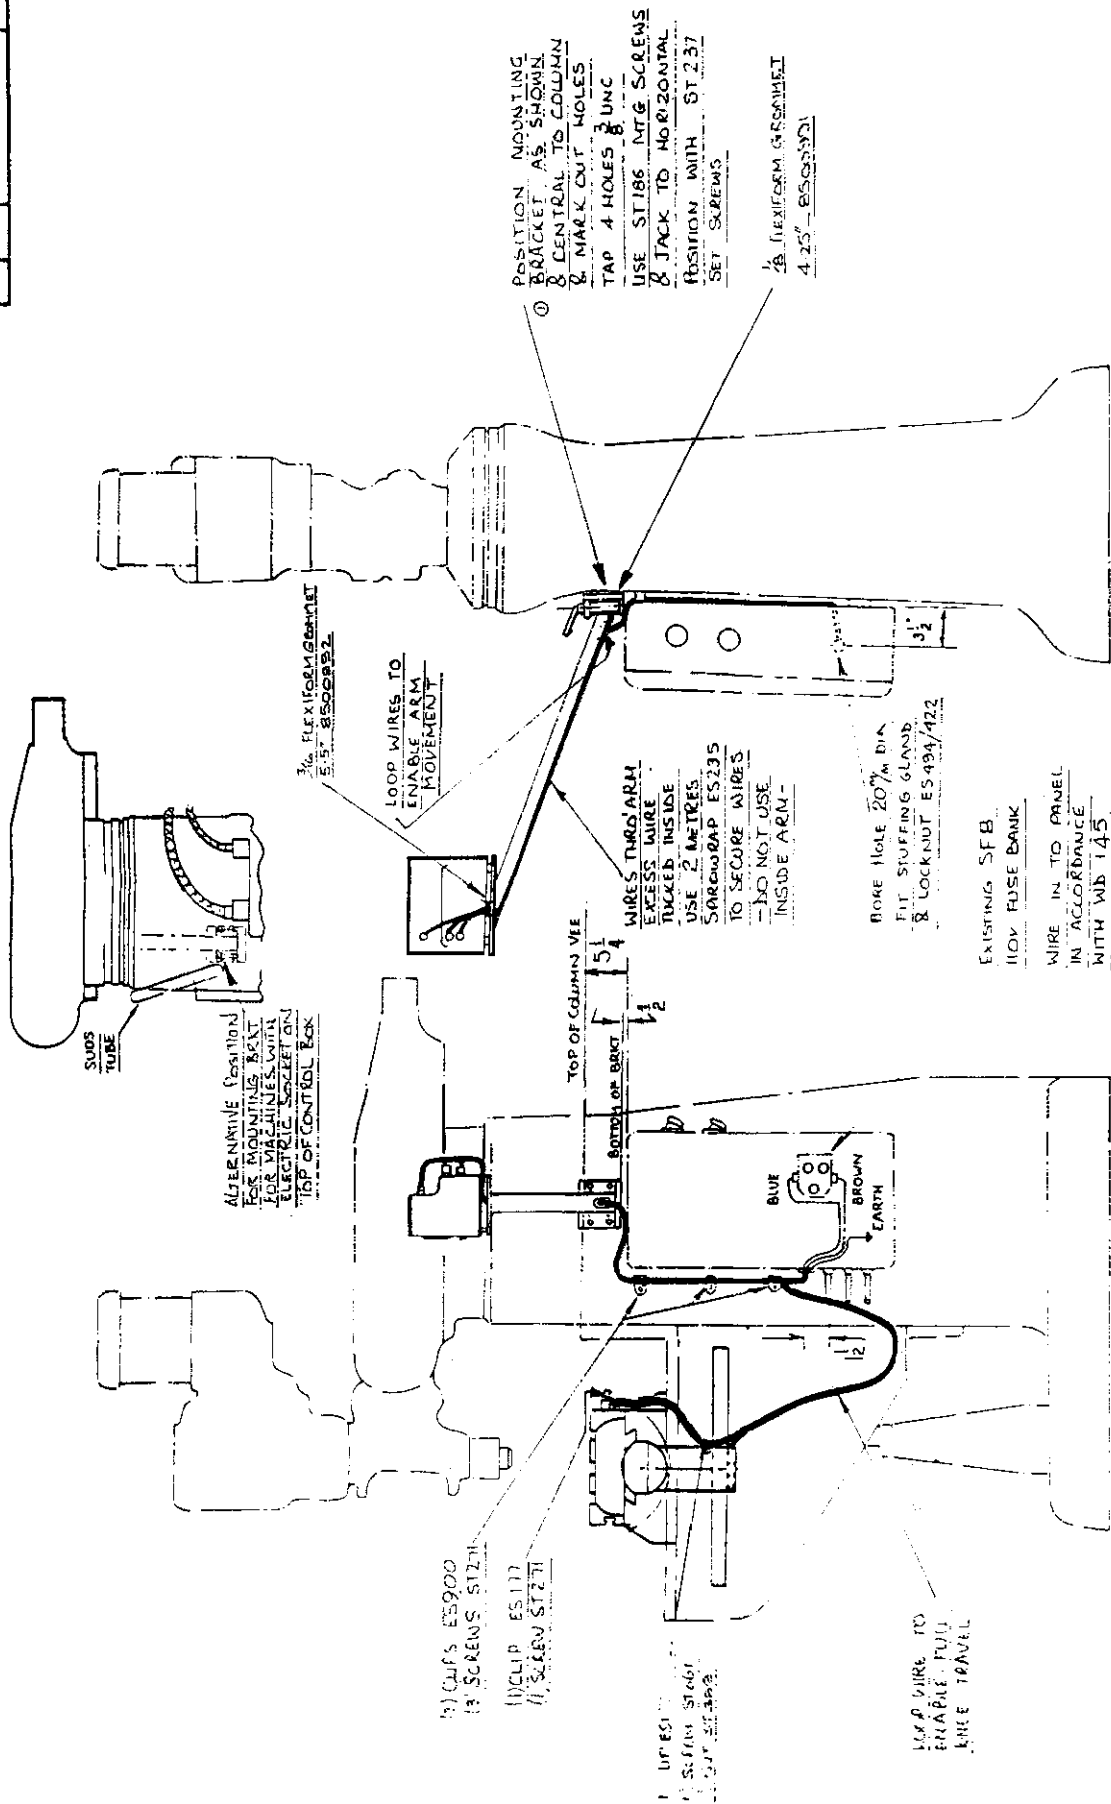 SUDS
TUBE
ALTERNATIVE POSITION
FOR MOUNTING BRKT
FOR MACHINES WITH
ELECTRIC SOCKET ON
TOP OF CONTROL BOX
3/16 FLEXIFORM GROMMET
5.5" 8500992
LOOP WIRES TO
ENABLE ARM
MOVEMENT
① POSITION MOUNTING
BRACKET AS SHOWN
& CENTRAL TO COLUMN
& MARK OUT HOLES
TAP 4 HOLES 3/8 UNC
USE ST186 MTG SCREWS
& JACK TO HORIZONTAL
POSITION WITH ST237
SET SCREWS
1/8 FLEXIFORM GROMMET
4.25" 8500991
WIRES THRO' ARM
EXCESS WIRE
TUCKED INSIDE
USE 2 METRES
SPIROWRAP ES235
TO SECURE WIRES
-DO NOT USE
INSIDE ARM-
3 1/2"
BORE HOLE 20 M/M DIA
FIT STUFFING GLAND
& LOCKNUT ES494/422
EXISTING SFB
110V FUSE BANK
WIRE IN TO PANEL
IN ACCORDANCE
WITH WD 145
TOP OF COLUMN VEE
5 1/4
BOTTOM OF BRKT
1/2
BLUE
BROWN
EARTH
1 1/2
(3) CLIPS ES900
(3) SCREWS ST271
(1) CLIP ES177
(1) SCREW ST271
LOOP WIRE TO
ENABLE FULL
KNEE TRAVEL